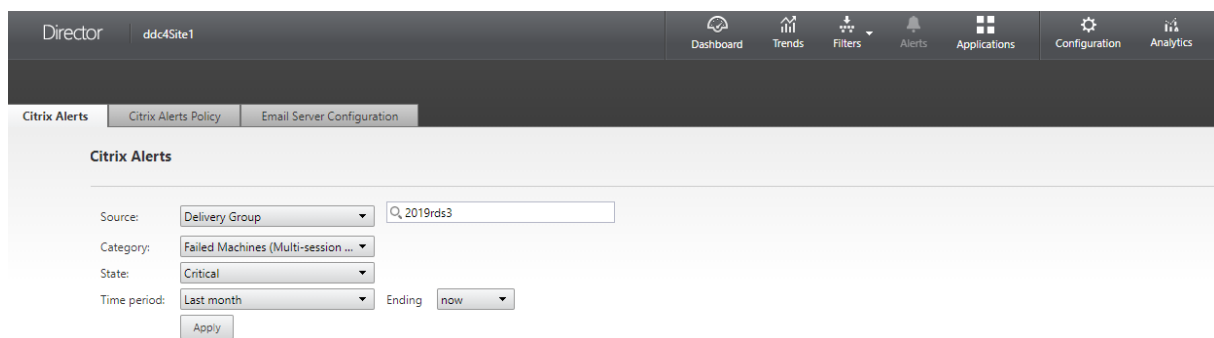 Director ddc4Site1 Dashboard Trends Filters Alerts Applications Configuration Analytics
Citrix Alerts Citrix Alerts Policy Email Server Configuration
Citrix Alerts
Source: Delivery Group 2019rds3
Category: Failed Machines (Multi-session ...
State: Critical
Time period: Last month Ending now
Apply